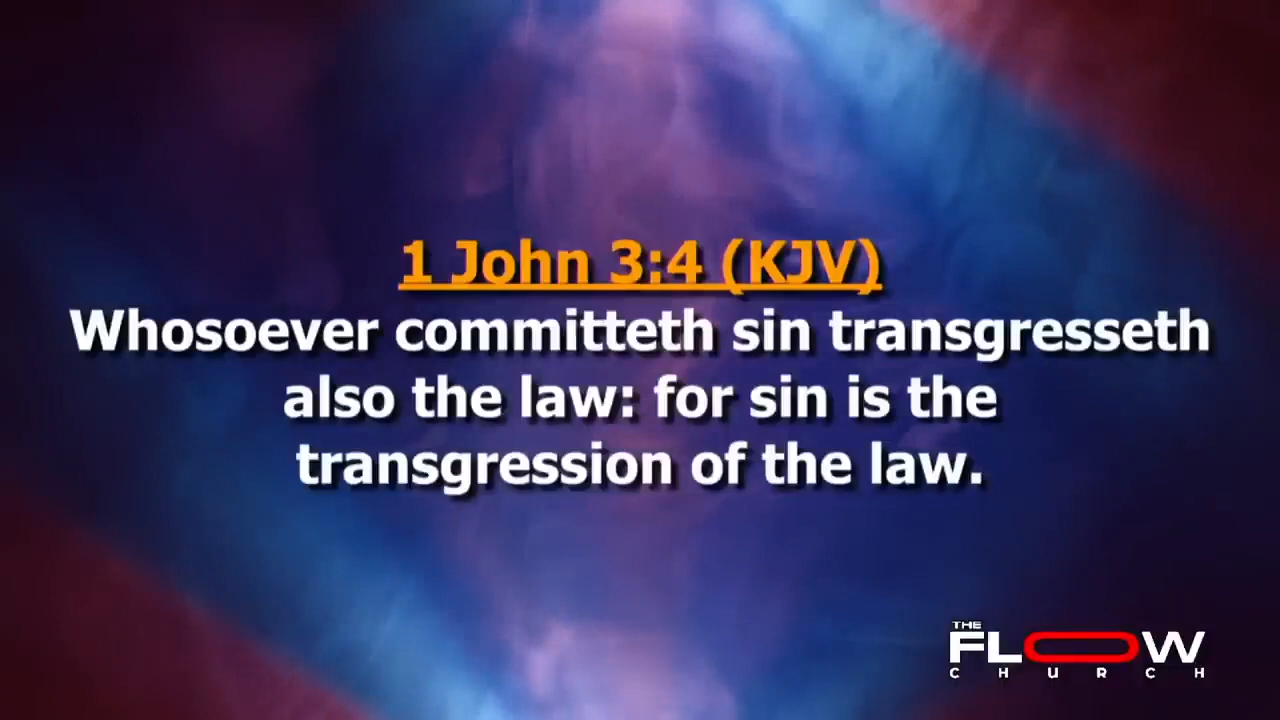 1 John 3:4 (KJV)
Whosoever committeth sin transgresseth
also the law: for sin is the
transgression of the law.
THE
FLOW
CHURCH